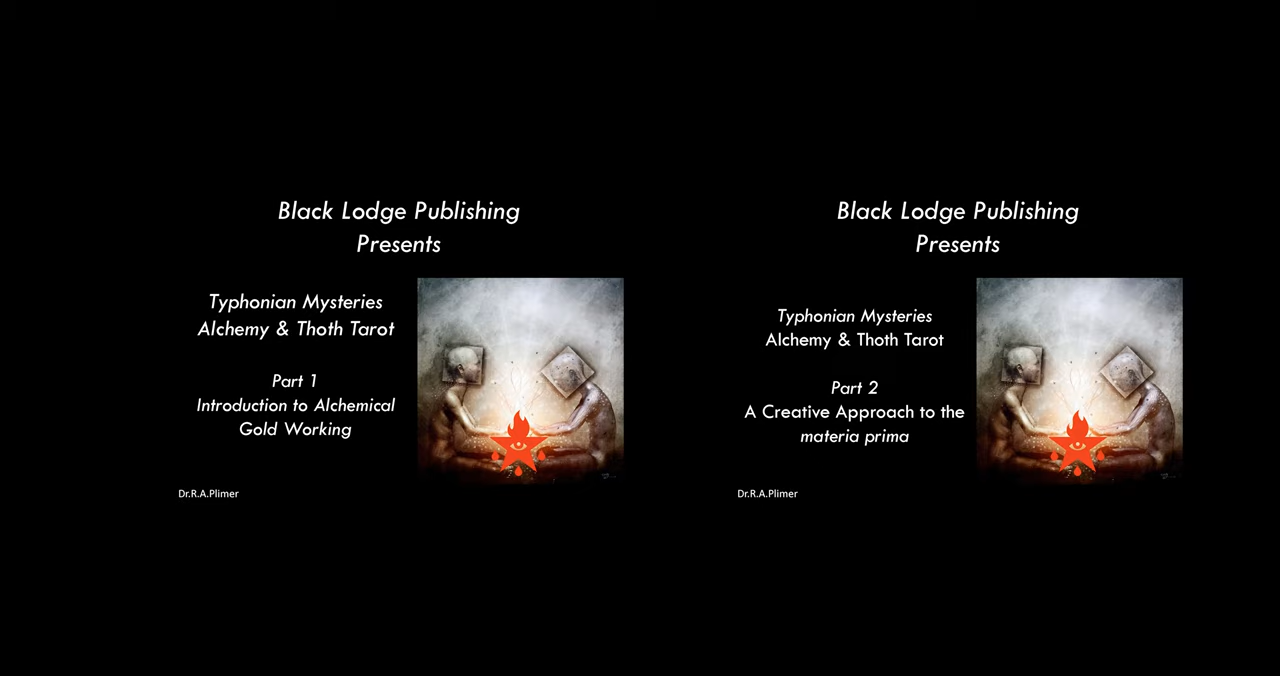 Black Lodge Publishing
Presents
Typhonian Mysteries
Alchemy & Thoth Tarot
Part 1
Introduction to Alchemical
Gold Working
Dr.R.A.Plimer
Black Lodge Publishing
Presents
Typhonian Mysteries
Alchemy & Thoth Tarot
Part 2
A Creative Approach to the
materia prima
Dr.R.A.Plimer